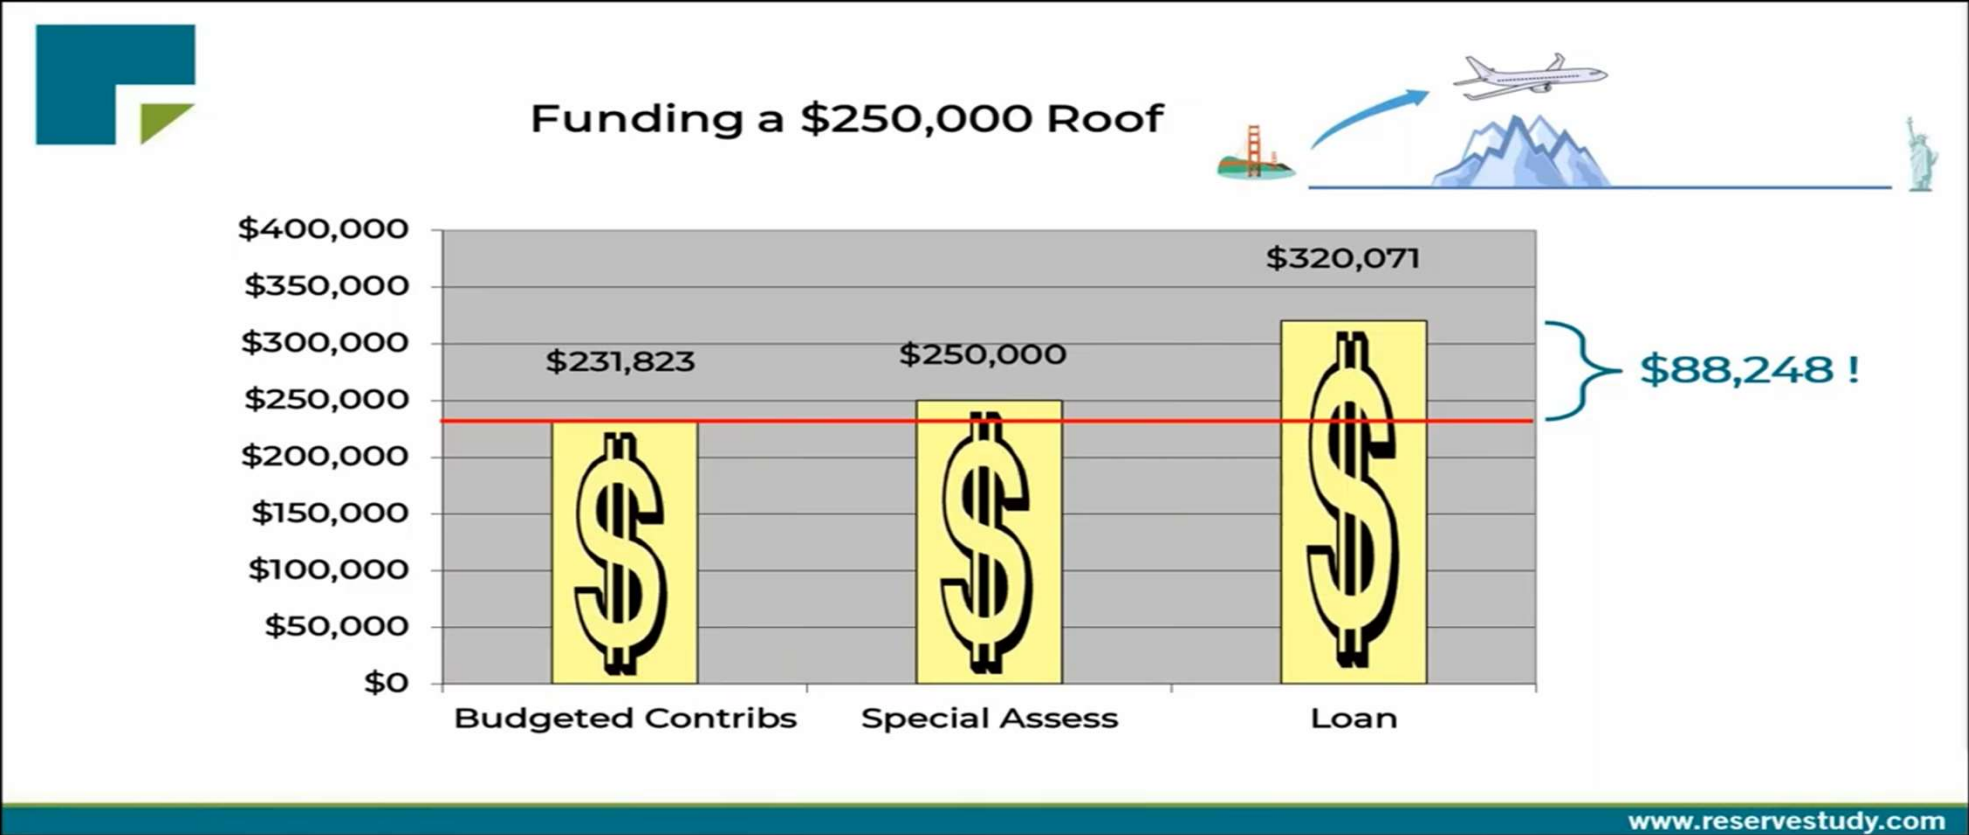 Funding a $250,000 Roof
$400,000
$350,000
$300,000
$250,000
$200,000
$150,000
$100,000
$50,000
$0
$231,823
$250,000
$320,071
$88,248 !
Budgeted Contribs
Special Assess
Loan
www.reservestudy.com